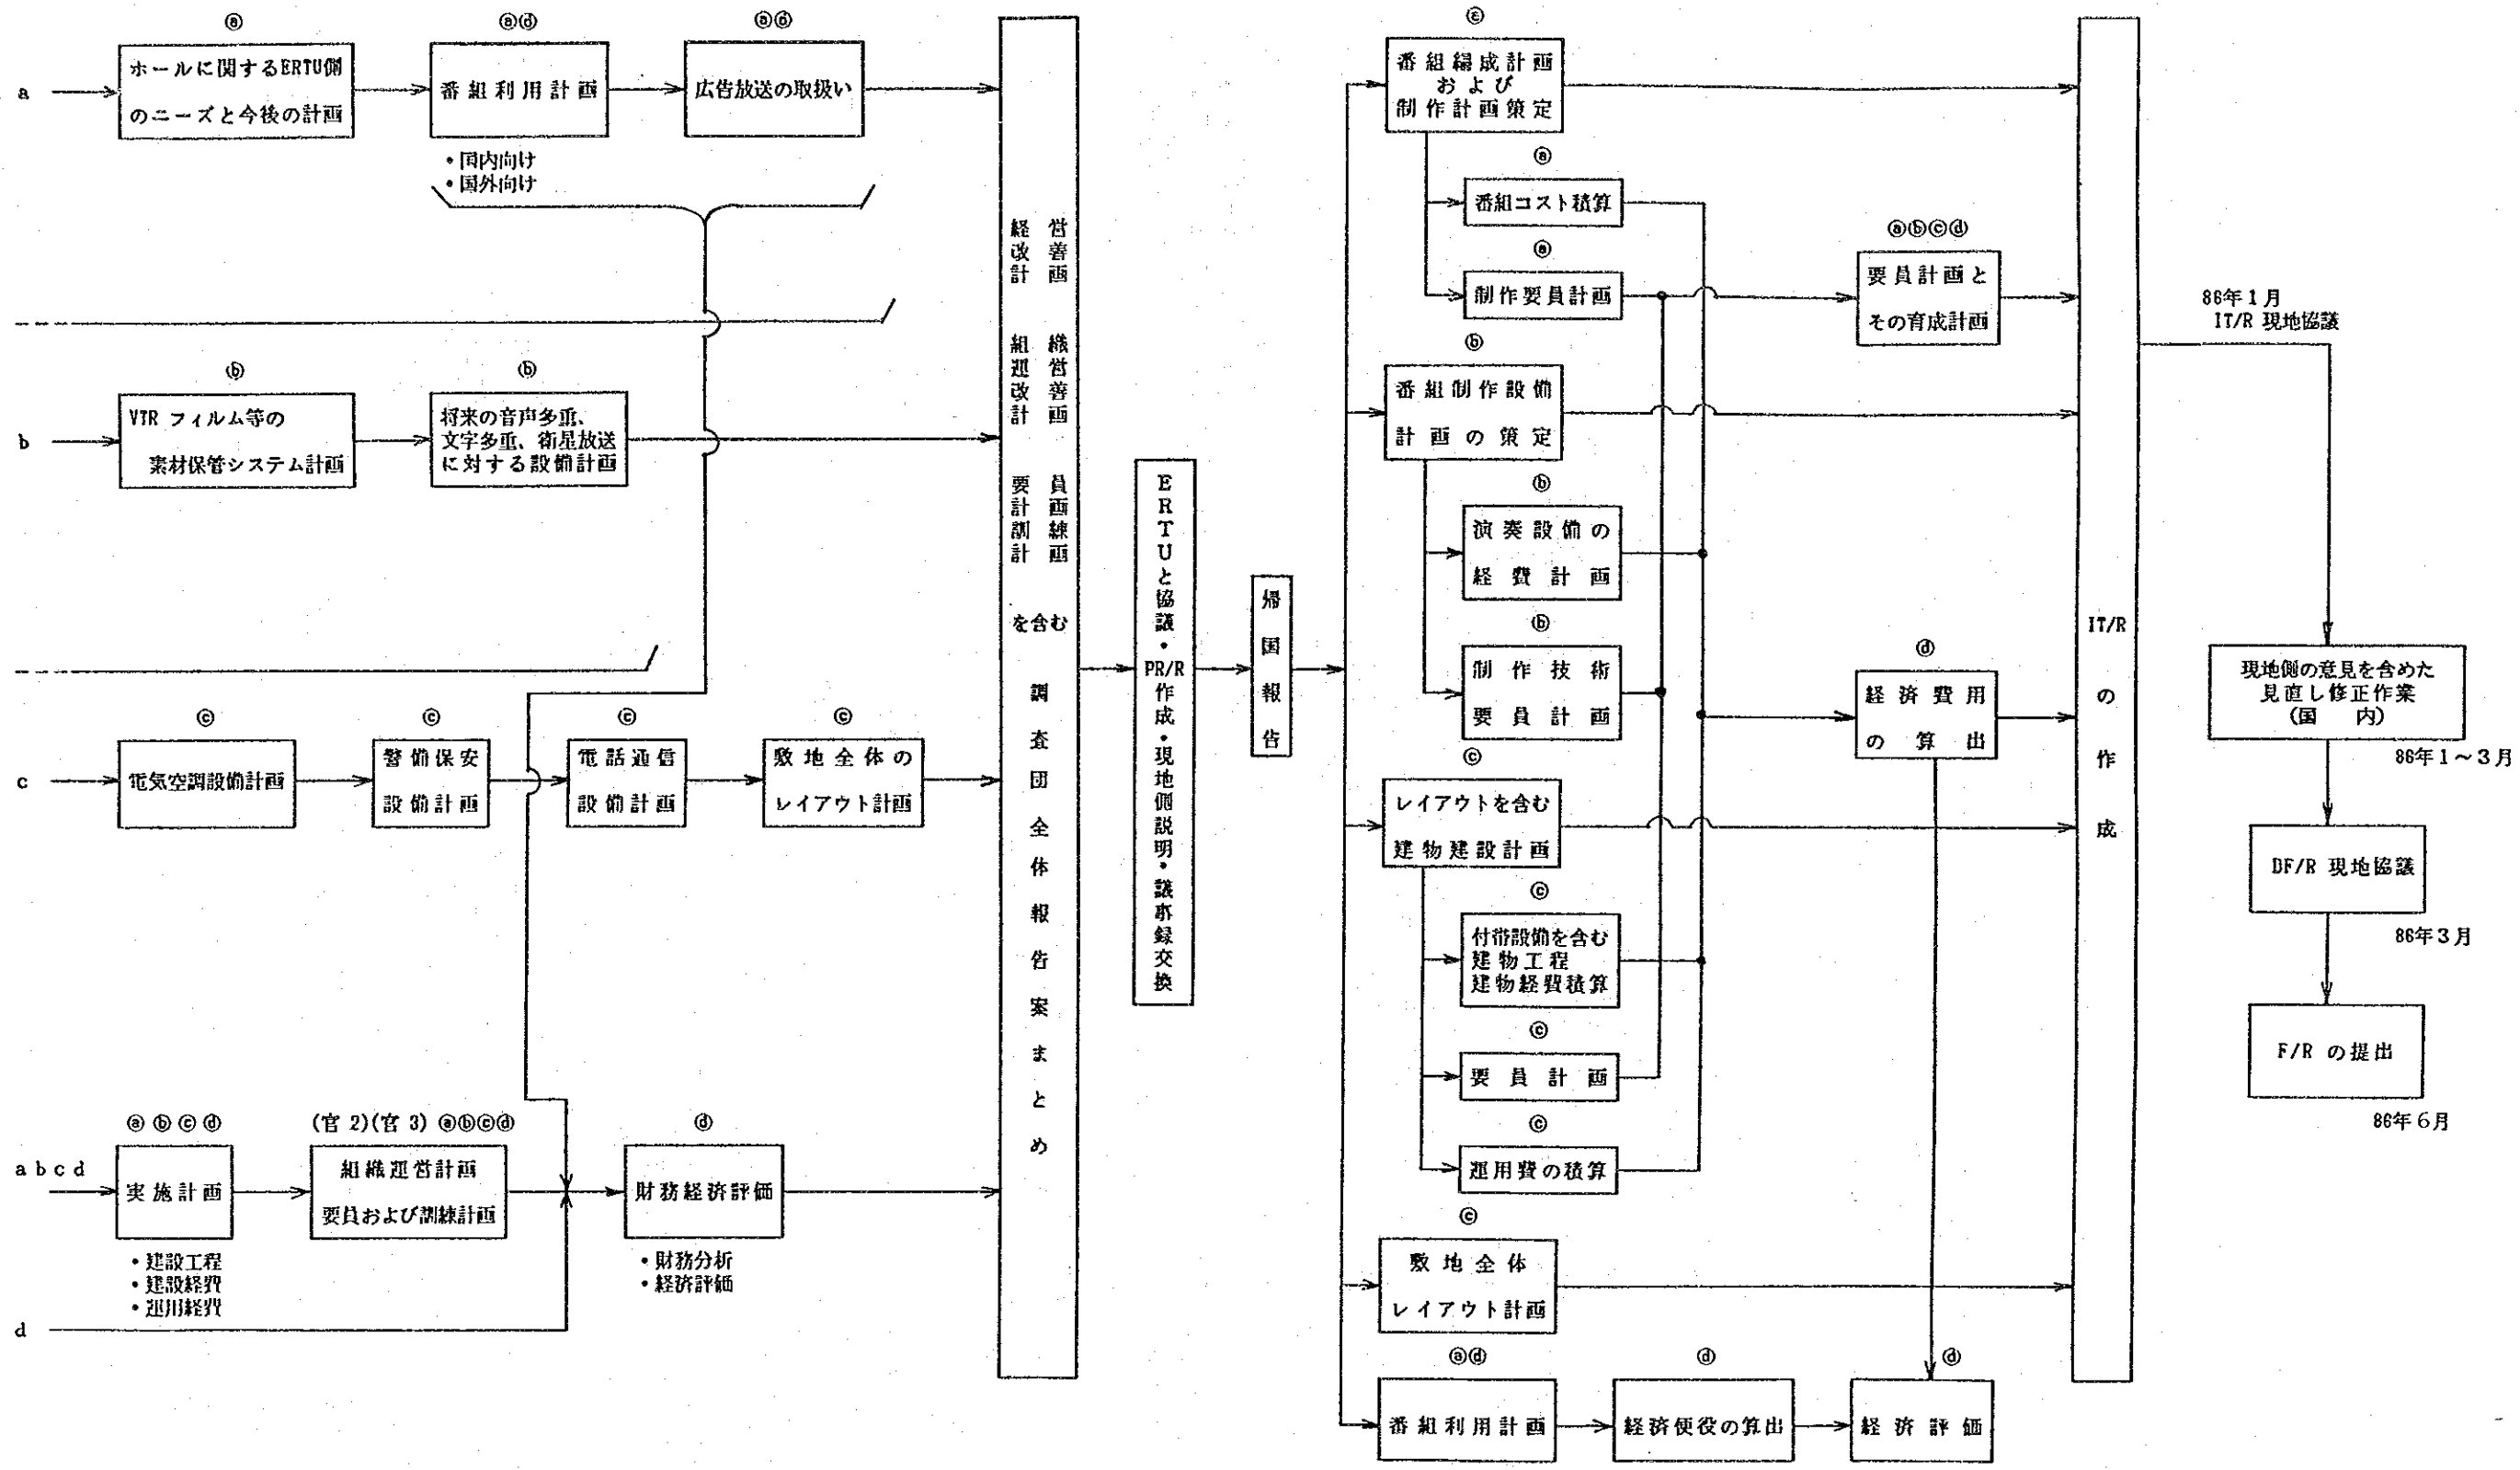 ⓐ
ⓐⓓ
ⓐⓓ
a
ホールに関するERTU側
のニーズと今後の計画
番組利用計画
広告放送の取扱い
・国内向け
・国外向け
ⓑ
ⓑ
b
VTR フィルム等の
素材保管システム計画
将来の音声多重、
文字多重、衛星放送
に対する設備計画
ⓒ
ⓒ
ⓒ
ⓒ
c
電気空調設備計画
警備保安
設備計画
電話通信
設備計画
敷地全体の
レイアウト計画
ⓐ ⓑ ⓒ ⓓ
(官 2)(官 3) ⓐⓑⓒⓓ
ⓓ
a b c d
実施計画
組織運営計画
要員および訓練計画
財務経済評価
・建設工程
・建設経費
・運用経費
・財務分析
・経済評価
d
経営改善計画
組織運営改善計画
要員計画訓練計画
を含む
調査団全体報告案まとめ
ERTUと協議・PR/R作成・現地側説明・議事録交換
帰国報告
番組編成計画
および
制作計画策定
ⓐ
番組コスト積算
ⓐ
制作要員計画
ⓐⓑⓒⓓ
要員計画と
その育成計画
ⓑ
番組制作設備
計画の策定
ⓑ
演奏設備の
経費計画
ⓑ
制作技術
要員計画
ⓓ
経済費用
の算出
ⓒ
レイアウトを含む
建物建設計画
ⓒ
付帯設備を含む
建物工程
建物経費積算
ⓒ
要員計画
ⓒ
運用費の積算
ⓒ
敷地全体
レイアウト計画
ⓐⓓ
番組利用計画
ⓓ
経済便役の算出
ⓓ
経済評価
IT/Rの作成
86年1月
IT/R 現地協議
現地側の意見を含めた
見直し修正作業
(国 内)
86年1～3月
DF/R 現地協議
86年3月
F/R の提出
86年6月